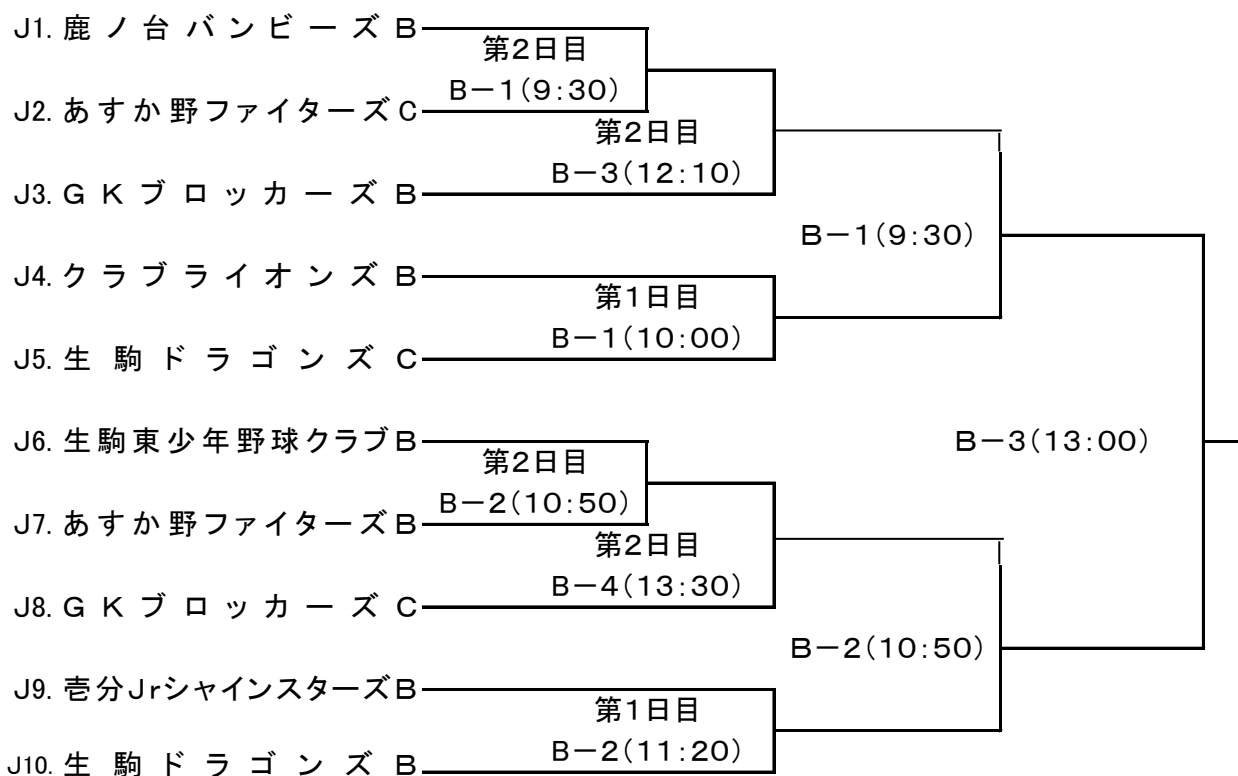 J1. 鹿ノ台バンビーズB
第2日目
B－1(9:30)
J2. あすか野ファイターズC
第2日目
B－3(12:10)
J3. GKブロッカーズB
B－1(9:30)
J4. クラブライオンズB
第1日目
B－1(10:00)
J5. 生駒ドラゴンズC
J6. 生駒東少年野球クラブB
B－3(13:00)
第2日目
B－2(10:50)
J7. あすか野ファイターズB
第2日目
B－4(13:30)
J8. GKブロッカーズC
B－2(10:50)
J9. 壱分JrシャインスターズB
第1日目
B－2(11:20)
J10. 生駒ドラゴンズB